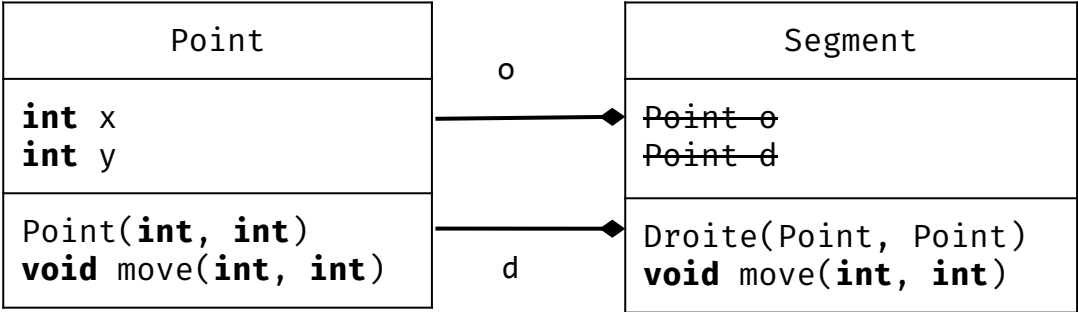 Point
int x
int y
Point(int, int)
void move(int, int)
o
d
Segment
Point o
Point d
Droite(Point, Point)
void move(int, int)